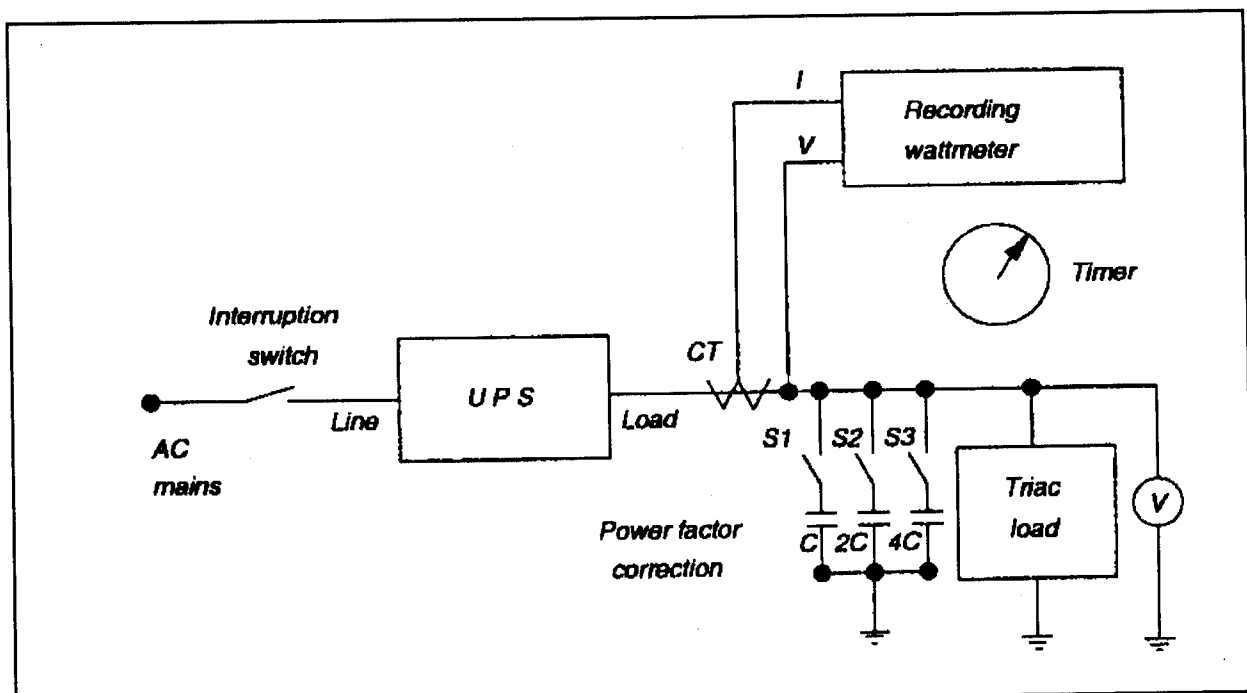 I
Recording
wattmeter
V
Timer
Interruption
switch
CT
UPS
Line
Load
AC
mains
S1 S2 S3
Triac
load
V
Power factor
correction
C 2C 4C